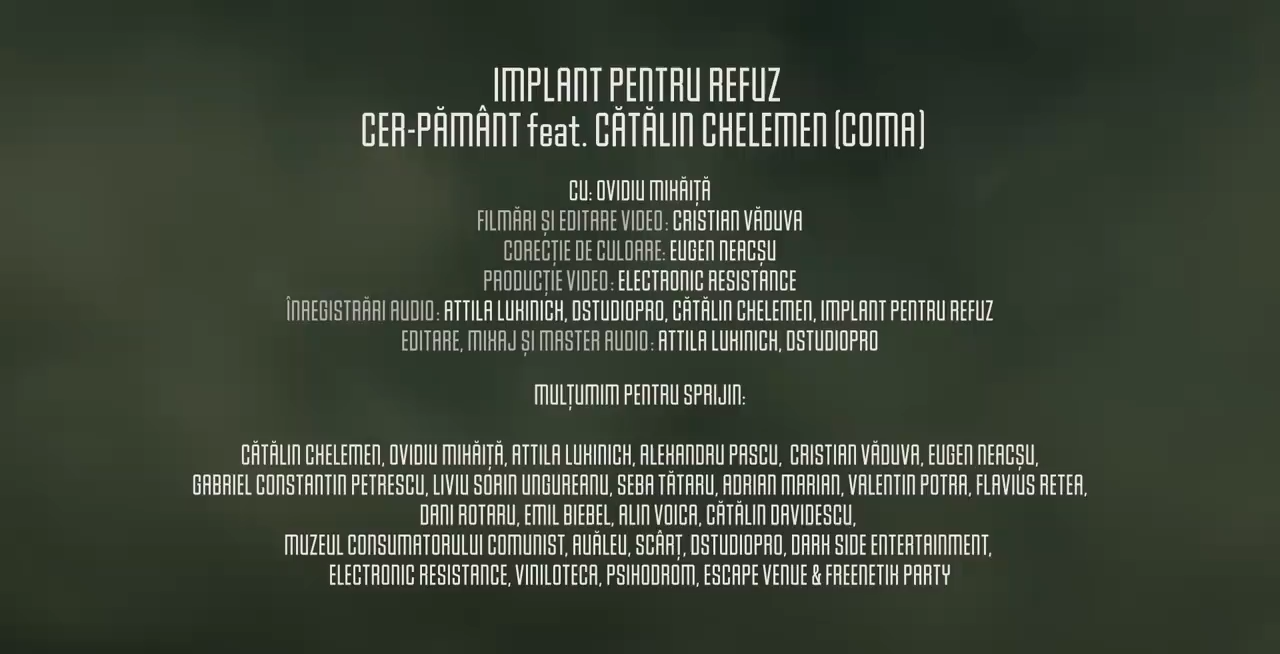 IMPLANT PENTRU REFUZ
CER-PĂMÂNT feat. CĂTĂLIN CHELEMEN (COMA)
CU: OVIDIU MIHĂIȚĂ
FILMĂRI ȘI EDITARE VIDEO: CRISTIAN VĂDUVA
CORECȚIE DE CULOARE: EUGEN NEACȘU
PRODUCȚIE VIDEO: ELECTRONIC RESISTANCE
ÎNREGISTRĂRI AUDIO: ATTILA LUKINICH, DSTUDIOPRO, CĂTĂLIN CHELEMEN, IMPLANT PENTRU REFUZ
EDITARE, MIXAJ ȘI MASTER AUDIO: ATTILA LUKINICH, DSTUDIOPRO
MULȚUMIM PENTRU SPRIJIN:
CĂTĂLIN CHELEMEN, OVIDIU MIHĂIȚĂ, ATTILA LUKINICH, ALEXANDRU PASCU, CRISTIAN VĂDUVA, EUGEN NEACȘU,
GABRIEL CONSTANTIN PETRESCU, LIVIU SORIN UNGUREANU, SEBA TĂTARU, ADRIAN MARIAN, VALENTIN POTRA, FLAVIUS RETEA,
DANI ROTARU, EMIL BIEBEL, ALIN VOICA, CĂTĂLIN DAVIDESCU,
MUZEUL CONSUMATORULUI COMUNIST, AUĂLEU, SCÂRȚ, DSTUDIOPRO, DARK SIDE ENTERTAINMENT,
ELECTRONIC RESISTANCE, VINILOTECA, PSIHODROM, ESCAPE VENUE & FREENETIK PARTY